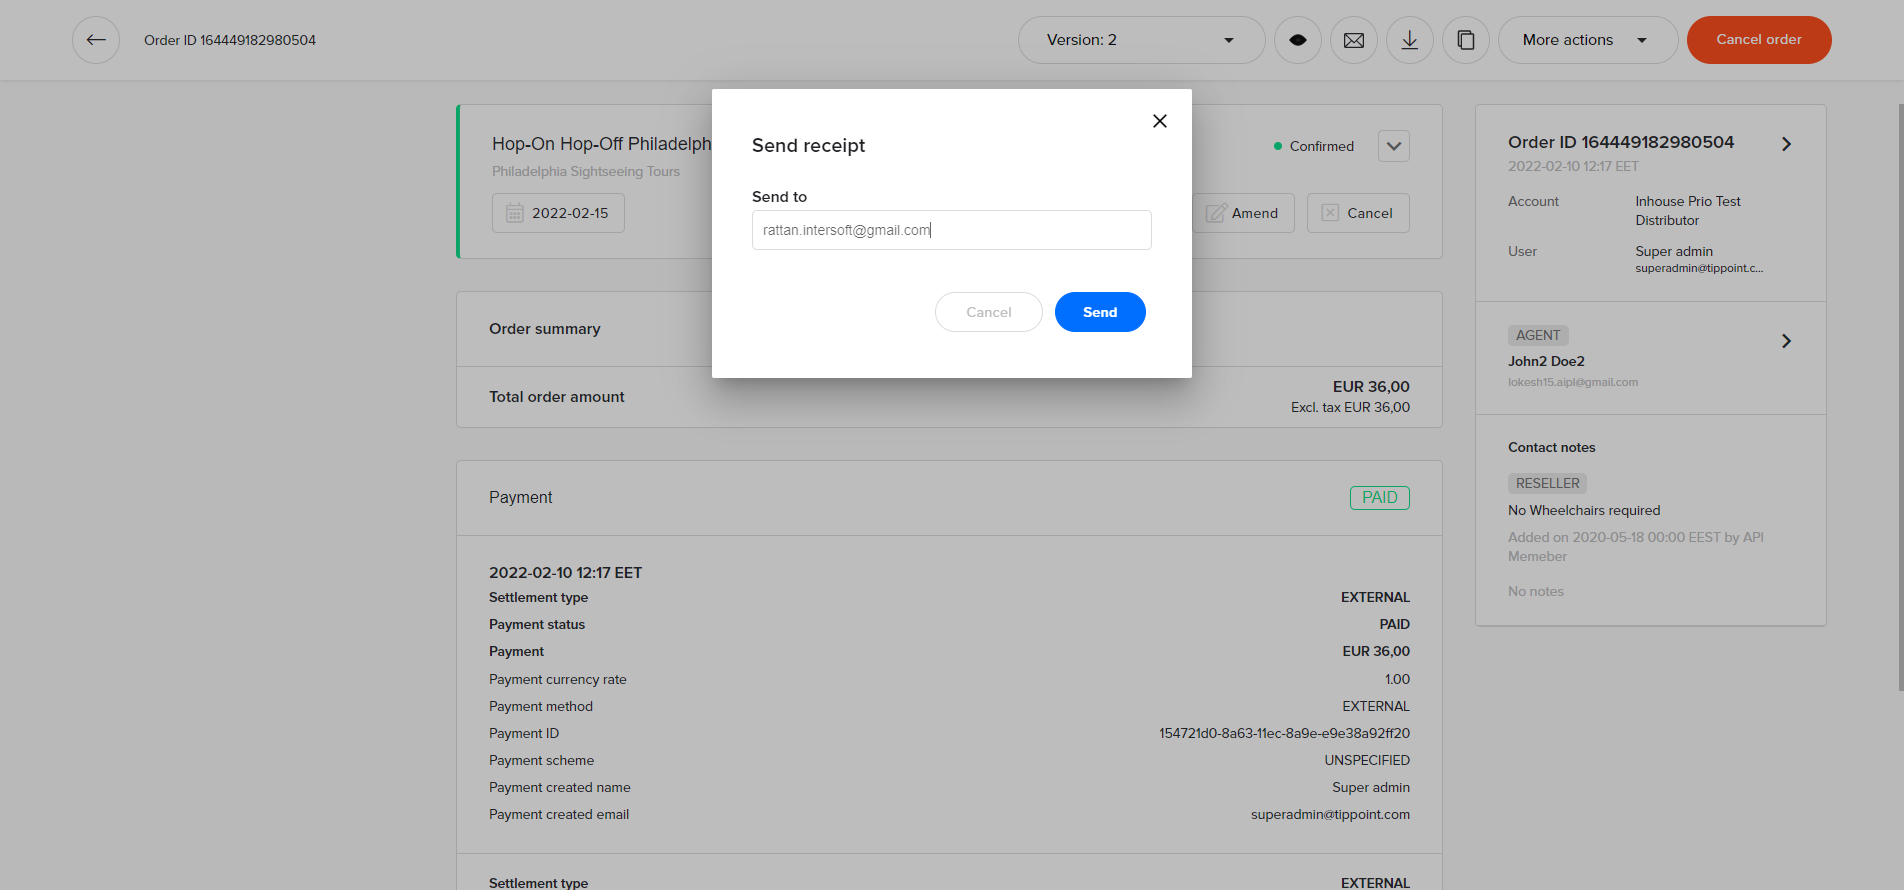 Order ID 164449182980504
Version: 2
More actions
Cancel order
Send receipt
Send to
rattan.intersoft@gmail.com
Cancel
Send
Hop-On Hop-Off Philadelph
Philadelphia Sightseeing Tours
Confirmed
2022-02-15
Amend
Cancel
Order summary
Total order amount
EUR 36,00
Excl. tax EUR 36,00
Payment
PAID
2022-02-10 12:17 EET
Settlement type EXTERNAL
Payment status PAID
Payment EUR 36,00
Payment currency rate 1.00
Payment method EXTERNAL
Payment ID 154721d0-8a63-11ec-8a9e-e9e38a92ff20
Payment scheme UNSPECIFIED
Payment created name Super admin
Payment created email superadmin@tippoint.com
Settlement type EXTERNAL
Order ID 164449182980504
2022-02-10 12:17 EET
Account Inhouse Prio Test
Distributor
User Super admin
superadmin@tippoint.c...
AGENT
John2 Doe2
lokesh15.aipl@gmail.com
Contact notes
RESELLER
No Wheelchairs required
Added on 2020-05-18 00:00 EEST by API
Memeber
No notes